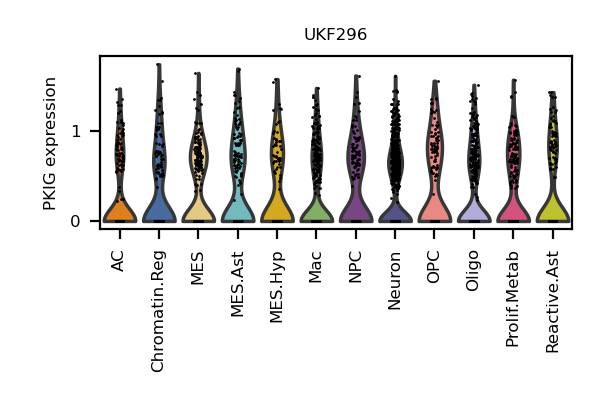 UKF296
PKIG expression
1
0
AC
Chromatin.Reg
MES
MES.Ast
MES.Hyp
Mac
NPC
Neuron
OPC
Oligo
Prolif.Metab
Reactive.Ast